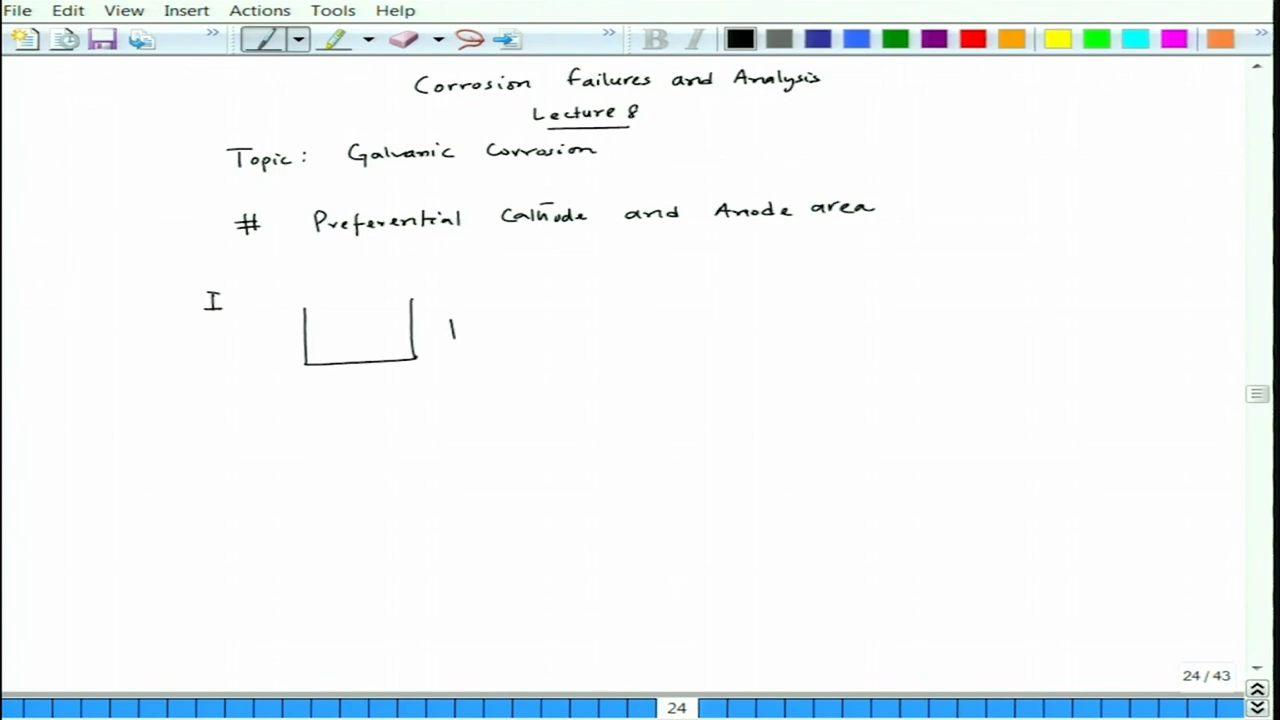 File Edit View Insert Actions Tools Help
B I
Corrosion Failures and Analysis
Lecture 8
Topic: Galvanic Corrosion
# Preferential Cathode and Anode area
I
24 / 43
24